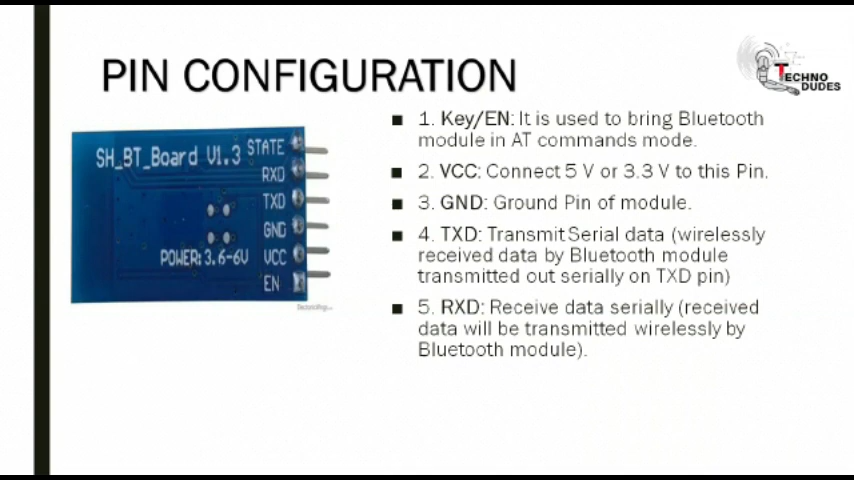 PIN CONFIGURATION
TECHNO
DUDES
SH_BT_Board V1.3
STATE
RXD
TXD
GND
POWER:3.6-6V
VCC
EN
1. Key/EN: It is used to bring Bluetooth
module in AT commands mode.
2. VCC: Connect 5 V or 3.3 V to this Pin.
3. GND: Ground Pin of module.
4. TXD: Transmit Serial data (wirelessly
received data by Bluetooth module
transmitted out serially on TXD pin)
5. RXD: Receive data serially (received
data will be transmitted wirelessly by
Bluetooth module).